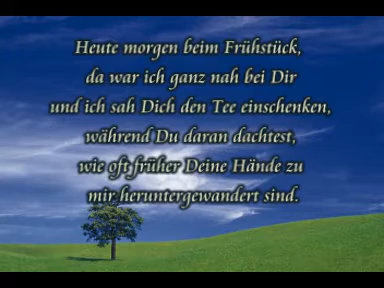 Heute morgen beim Frühstück,
da war ich ganz nah bei Dir
und ich sah Dich den Tee einschenken,
während Du daran dachtest,
wie oft früher Deine Hände zu
mir heruntergewandert sind.